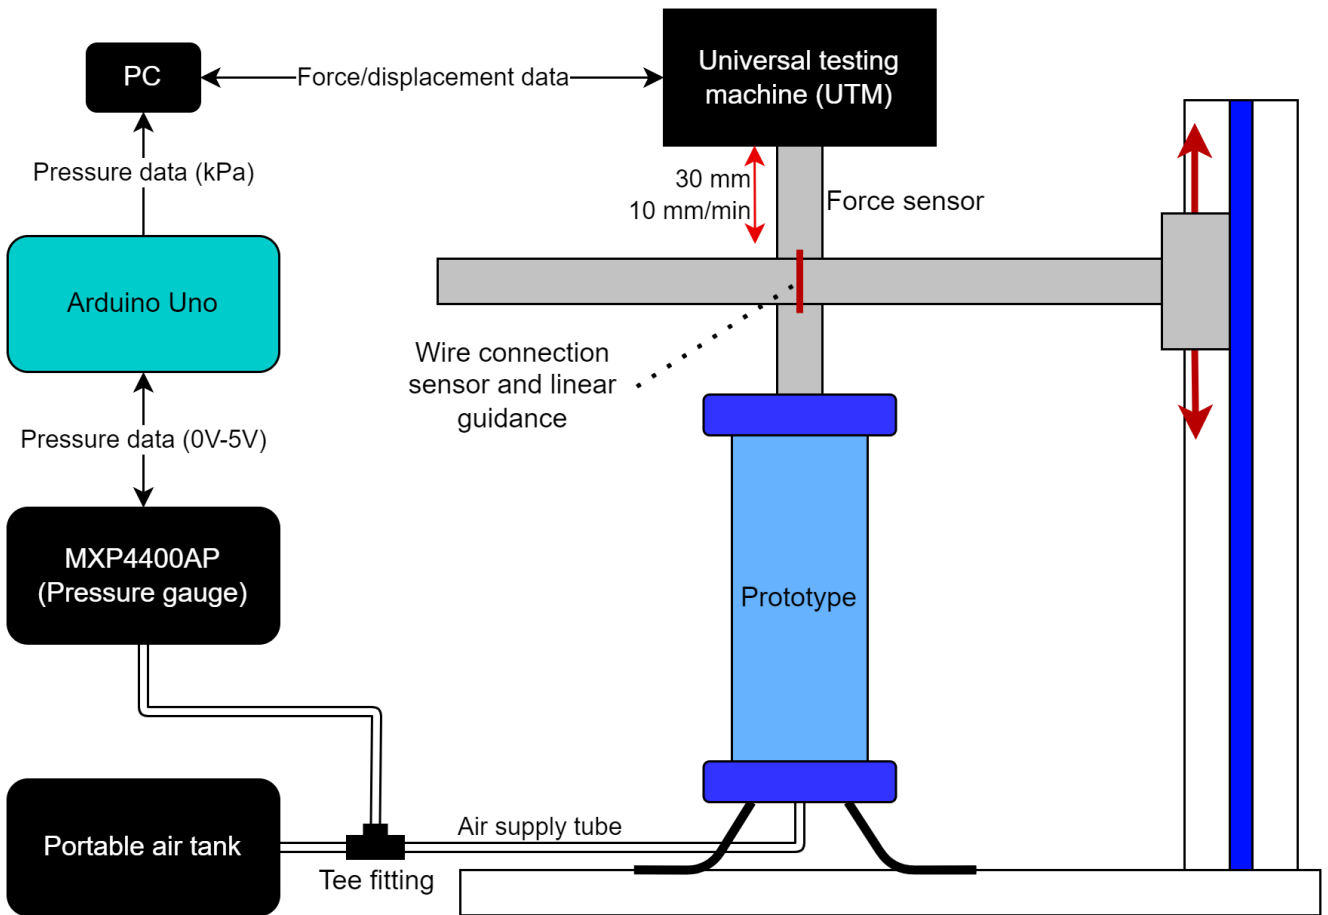 PC
Force/displacement data
Universal testing
machine (UTM)
Pressure data (kPa)
30 mm
10 mm/min
Force sensor
Arduino Uno
Wire connection
sensor and linear
guidance
Pressure data (0V-5V)
MXP4400AP
(Pressure gauge)
Prototype
Portable air tank
Air supply tube
Tee fitting